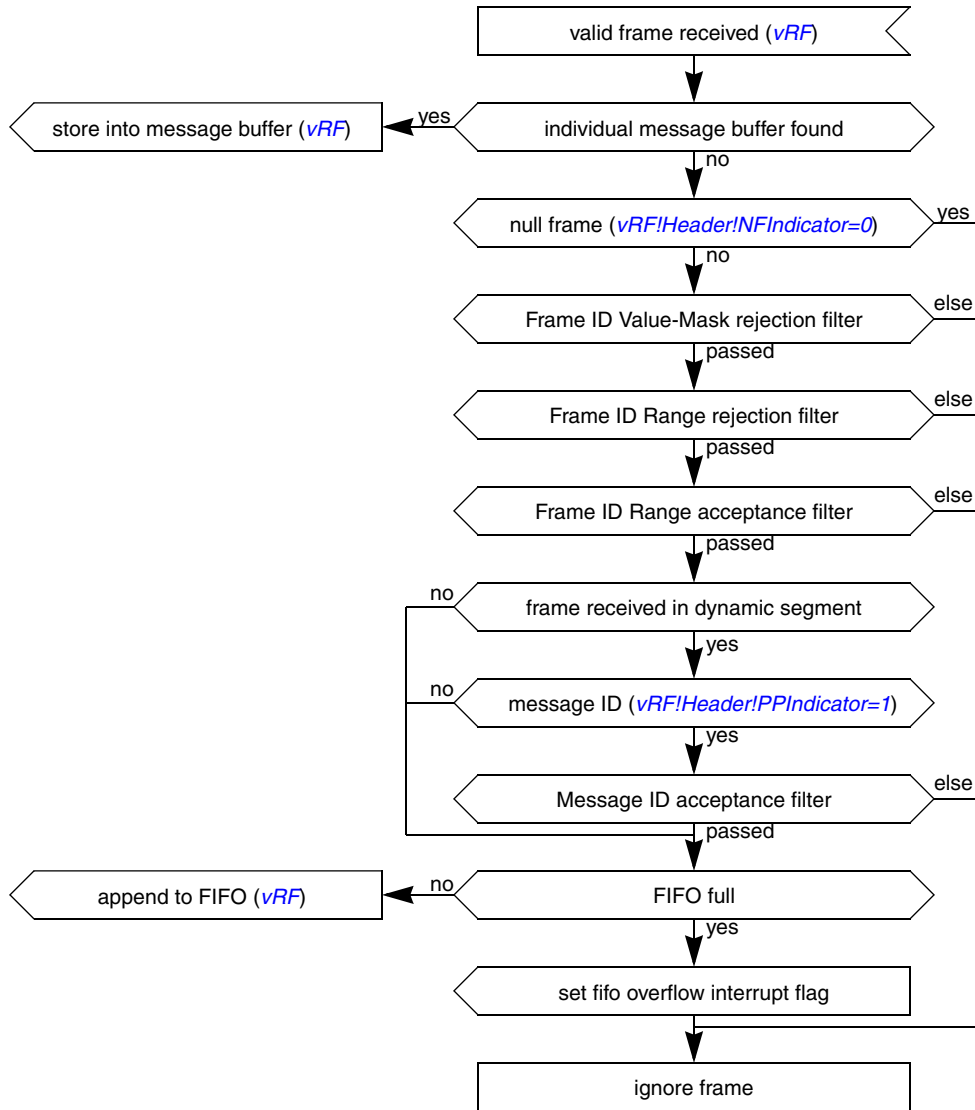 valid frame received (vRF)
store into message buffer (vRF)
yes
individual message buffer found
no
null frame (vRF!Header!NFIndicator=0)
yes
no
Frame ID Value-Mask rejection filter
else
passed
Frame ID Range rejection filter
else
passed
Frame ID Range acceptance filter
else
passed
no
frame received in dynamic segment
yes
no
message ID (vRF!Header!PPIndicator=1)
yes
Message ID acceptance filter
else
passed
append to FIFO (vRF)
no
FIFO full
yes
set fifo overflow interrupt flag
ignore frame